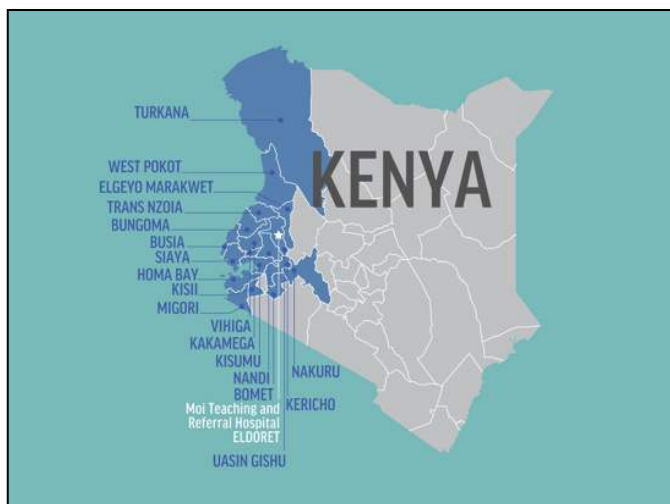 TURKANA
KENYA
WEST POKOT
ELGEYO MARAKWET
TRANS NZOIA
BUNGOMA
BUSIA
SIAYA
HOMA BAY
KISII
MIGORI
VIHIGA
KAKAMEGA
KISUMU
NANDI
BOMET
NAKURU
KERICHO
Moi Teaching and
Referral Hospital
ELDORET
UASIN GISHU